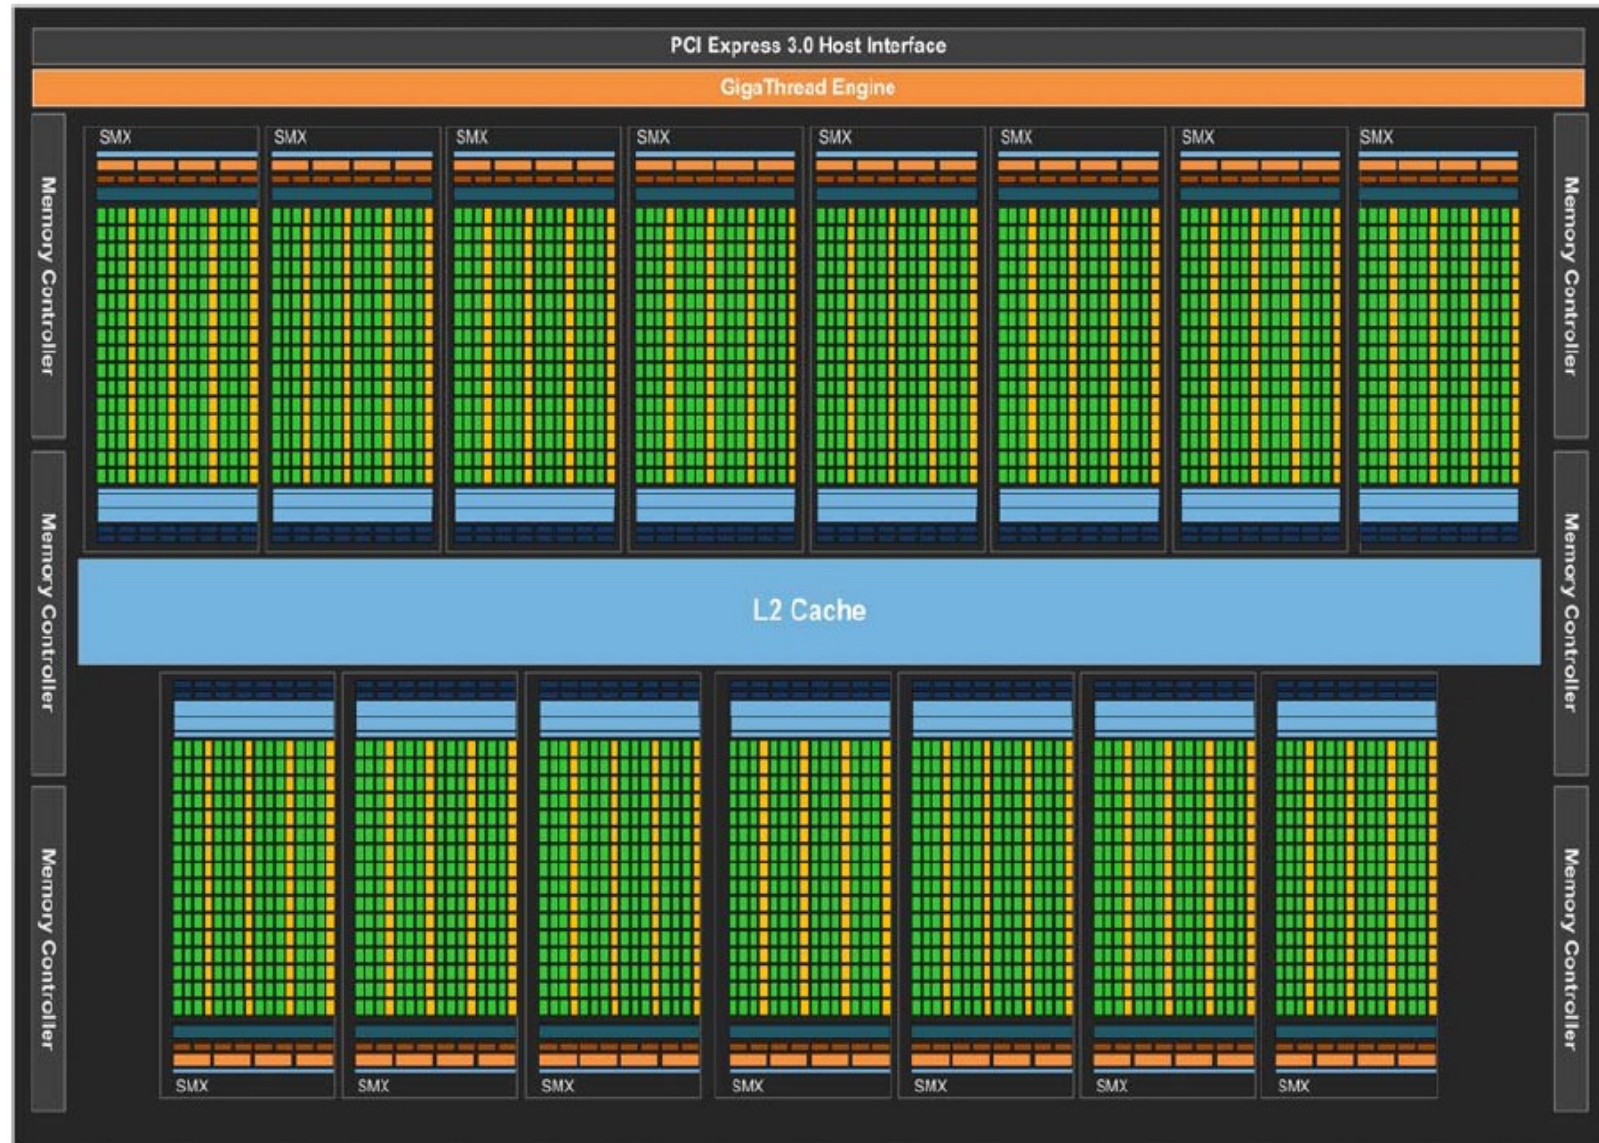 PCI Express 3.0 Host Interface
GigaThread Engine
Memory Controller
Memory Controller
Memory Controller
SMX
SMX
SMX
SMX
SMX
SMX
SMX
SMX
L2 Cache
SMX
SMX
SMX
SMX
SMX
SMX
SMX
Memory Controller
Memory Controller
Memory Controller